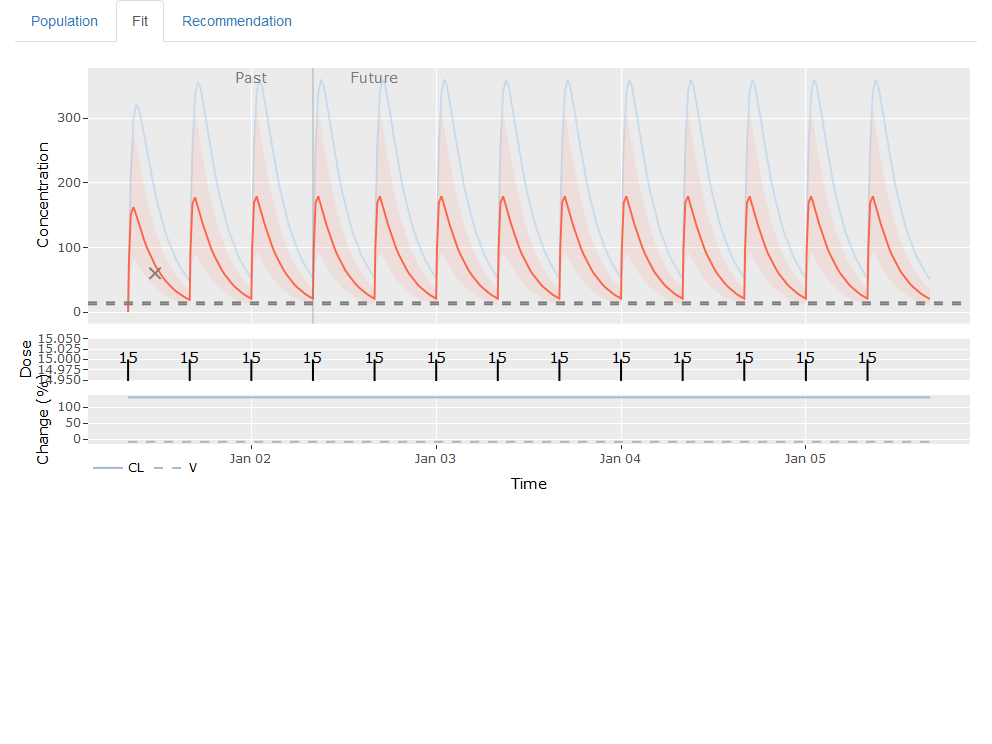 Population Fit Recommendation
Past Future
Concentration
300
200
100
0
Dose
15.050
15.025
15.000
14.975
14.950
15 15 15 15 15 15 15 15 15 15 15 15 15
Change (%)
100
50
0
Jan 02 Jan 03 Jan 04 Jan 05
CL V
Time